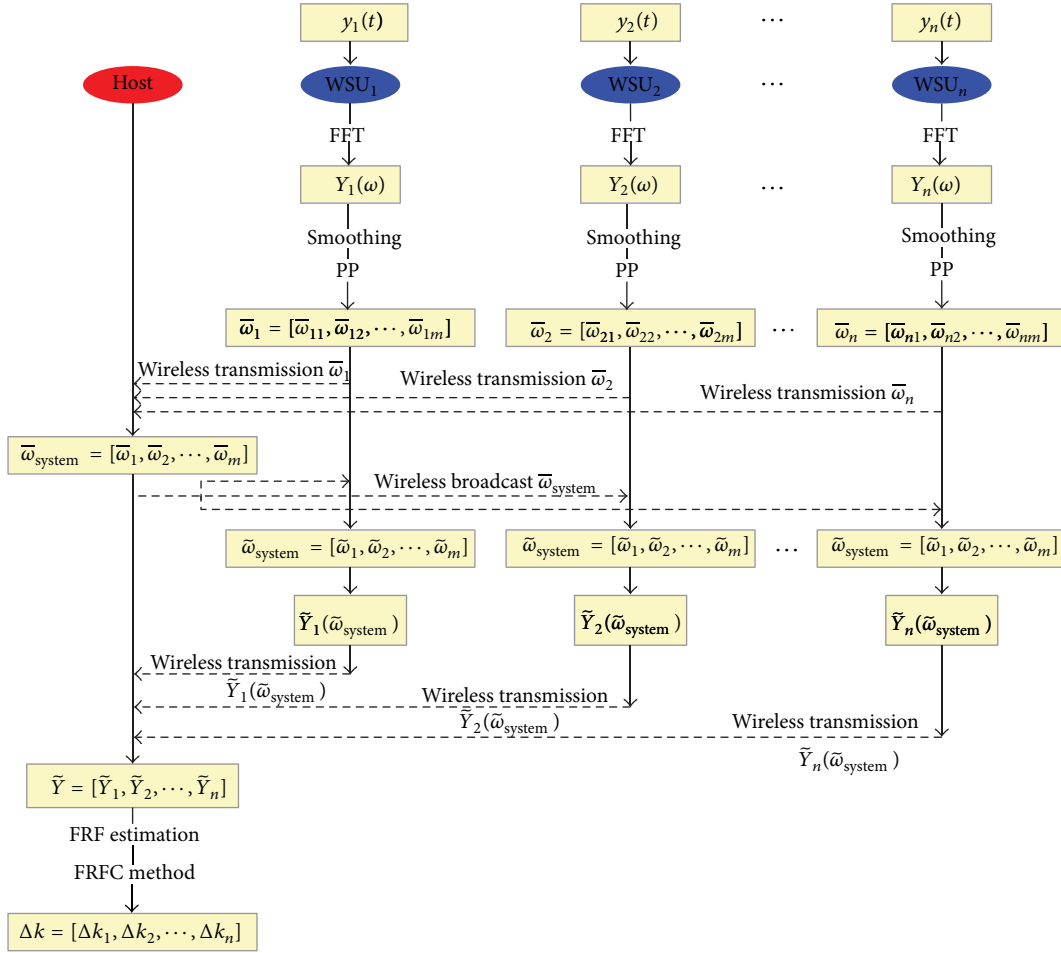 y₁(t) y₂(t) ⋯ yₙ(t)
Host WSU₁ WSU₂ ⋯ WSUₙ
FFT FFT FFT
Y₁(ω) Y₂(ω) ⋯ Yₙ(ω)
Smoothing Smoothing Smoothing
PP PP PP
ω̅₁ = [ω̅₁₁, ω̅₁₂, ⋯, ω̅₁ₘ] ω̅₂ = [ω̅₂₁, ω̅₂₂, ⋯, ω̅₂ₘ] ⋯ ω̅ₙ = [ω̅ₙ₁, ω̅ₙ₂, ⋯, ω̅ₙₘ]
Wireless transmission ω̅₁
Wireless transmission ω̅₂
Wireless transmission ω̅ₙ
ω̅system = [ω̅₁, ω̅₂, ⋯, ω̅ₘ]
Wireless broadcast ω̅system
ω̃system = [ω̃₁, ω̃₂, ⋯, ω̃ₘ] ω̃system = [ω̃₁, ω̃₂, ⋯, ω̃ₘ] ⋯ ω̃system = [ω̃₁, ω̃₂, ⋯, ω̃ₘ]
Ỹ₁(ω̃system) Ỹ₂(ω̃system) Ỹₙ(ω̃system)
Wireless transmission
Ỹ₁(ω̃system)
Wireless transmission
Ỹ₂(ω̃system)
Wireless transmission
Ỹₙ(ω̃system)
Ỹ = [Ỹ₁, Ỹ₂, ⋯, Ỹₙ]
FRF estimation
FRFC method
Δk = [Δk₁, Δk₂, ⋯, Δkₙ]